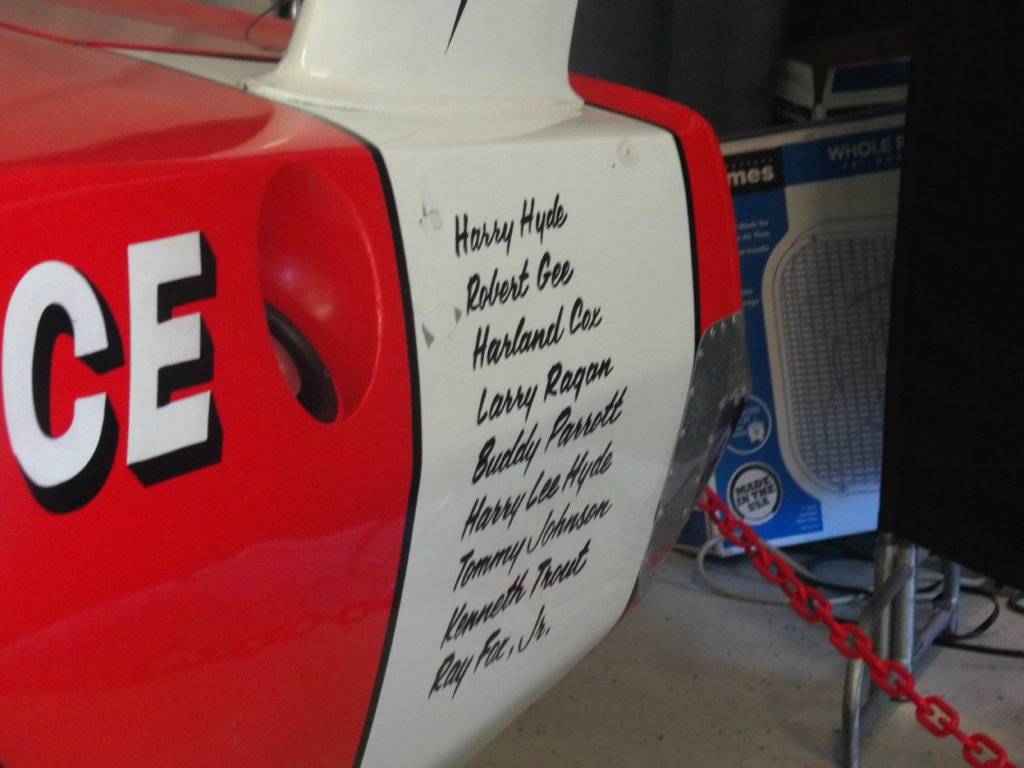 CE
Harry Hyde
Robert Gee
Harland Cox
Larry Ragan
Buddy Parrott
Harry Lee Hyde
Tommy Johnson
Kenneth Trout
Ray Fox, Jr.
mes
WHOLE
MADE
IN THE
USA